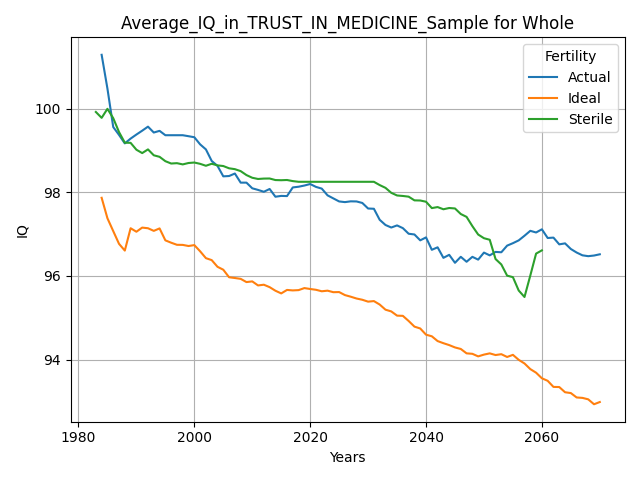 Average_IQ_in_TRUST_IN_MEDICINE_Sample for Whole
Fertility
Actual
Ideal
Sterile
IQ
100
98
96
94
1980
2000
2020
2040
2060
Years